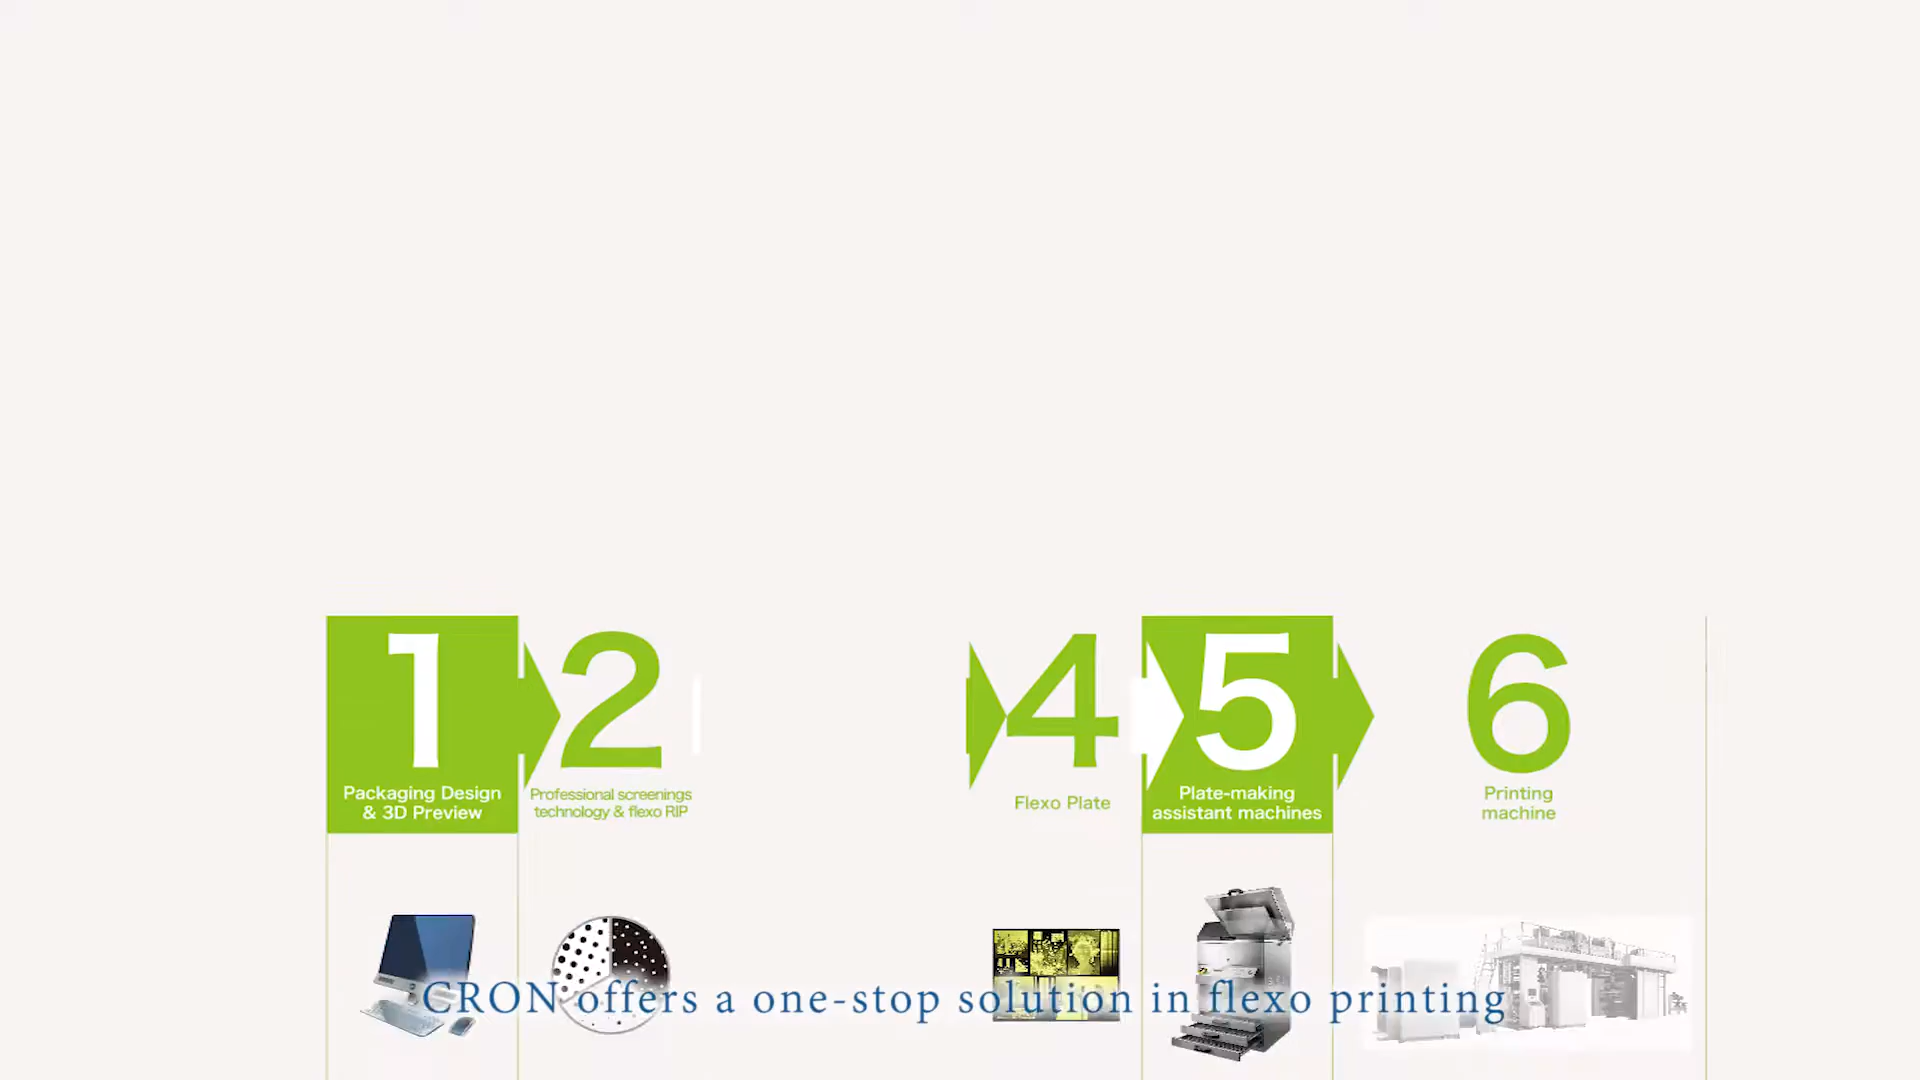 1
Packaging Design
& 3D Preview
2
Professional screenings
technology & flexo RIP
4
Flexo Plate
5
Plate-making
assistant machines
6
Printing
machine
CRON offers a one-stop solution in flexo printing